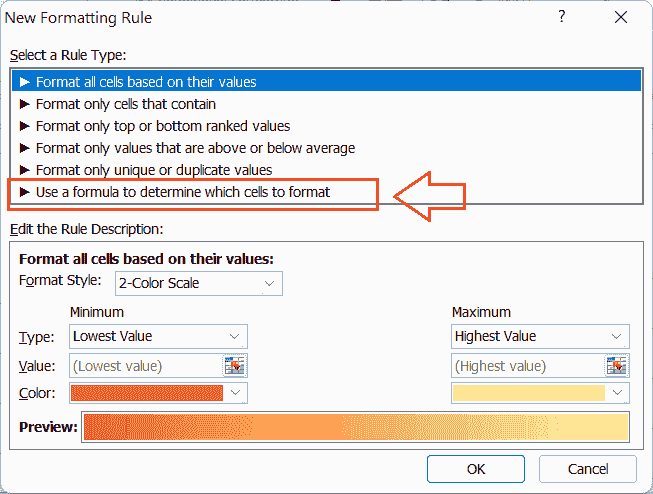 New Formatting Rule ?
Select a Rule Type:
► Format all cells based on their values
► Format only cells that contain
► Format only top or bottom ranked values
► Format only values that are above or below average
► Format only unique or duplicate values
► Use a formula to determine which cells to format
Edit the Rule Description:
Format all cells based on their values:
Format Style: 2-Color Scale
Minimum Maximum
Type: Lowest Value Highest Value
Value: (Lowest value) (Highest value)
Color:
Preview:
OK Cancel